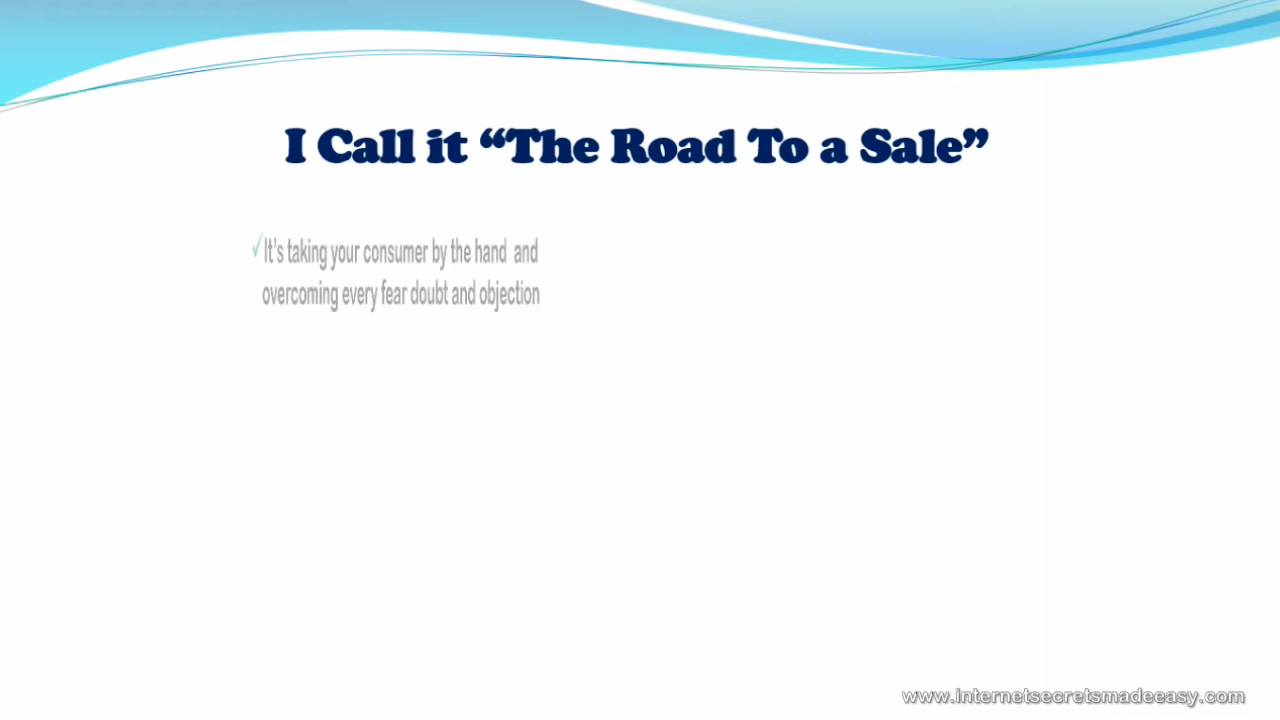 I Call it “The Road To a Sale”
✓It’s taking your consumer by the hand and
overcoming every fear doubt and objection
www.internetsecretsmadeeasy.com